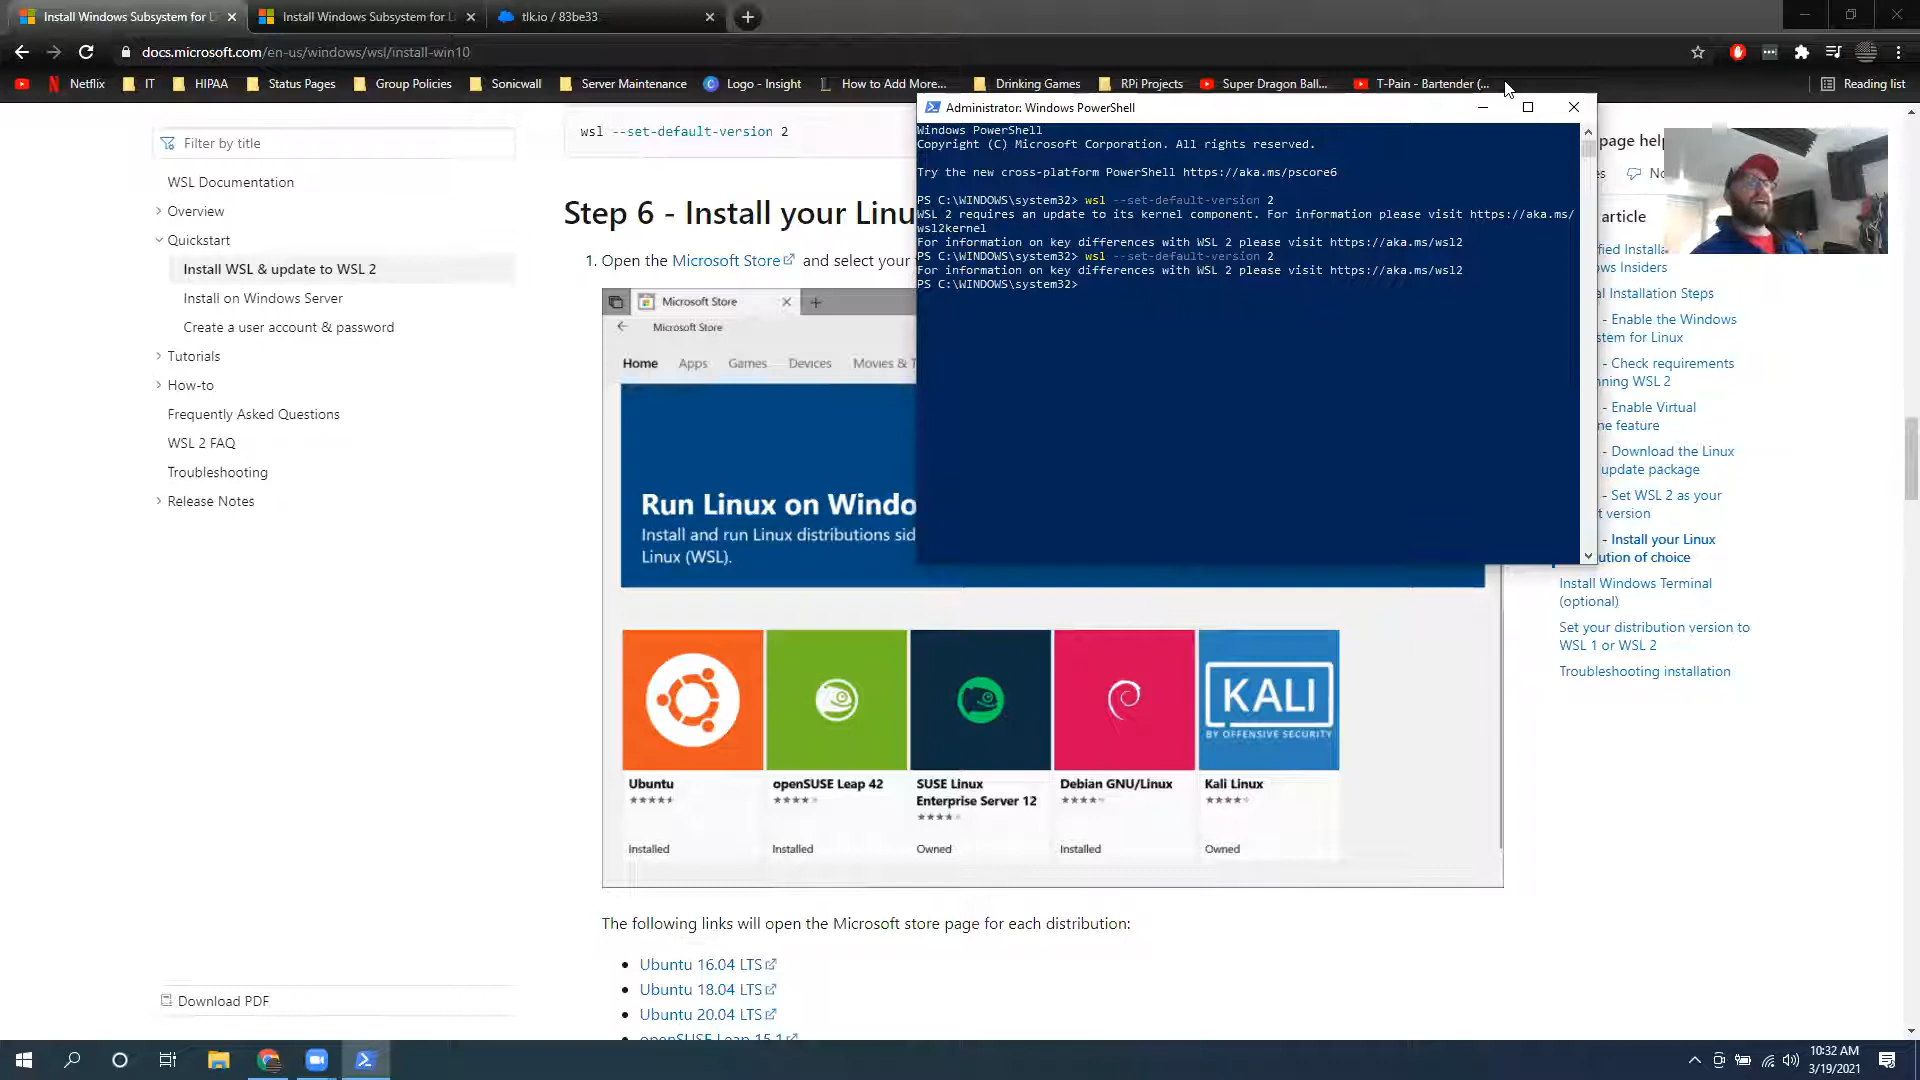 Install Windows Subsystem for L
Install Windows Subsystem for L
tlk.io / 83be33
docs.microsoft.com/en-us/windows/wsl/install-win10
Netflix
IT
HIPAA
Status Pages
Group Policies
Sonicwall
Server Maintenance
Logo - Insight
How to Add More...
Drinking Games
RPi Projects
Super Dragon Ball...
T-Pain - Bartender (...
Reading list
Filter by title
WSL Documentation
Overview
Quickstart
Install WSL & update to WSL 2
Install on Windows Server
Create a user account & password
Tutorials
How-to
Frequently Asked Questions
WSL 2 FAQ
Troubleshooting
Release Notes
Download PDF
wsl --set-default-version 2
Step 6 - Install your Linu
1. Open the Microsoft Store and select your
Microsoft Store
Microsoft Store
Home
Apps
Games
Devices
Movies & T
Run Linux on Windo
Install and run Linux distributions sid
Linux (WSL).
Ubuntu
Installed
openSUSE Leap 42
Installed
SUSE Linux
Enterprise Server 12
Owned
Debian GNU/Linux
Installed
KALI
BY OFFENSIVE SECURITY
Kali Linux
Owned
The following links will open the Microsoft store page for each distribution:
Ubuntu 16.04 LTS
Ubuntu 18.04 LTS
Ubuntu 20.04 LTS
openSUSE Leap 15.1
Administrator: Windows PowerShell
Windows PowerShell
Copyright (C) Microsoft Corporation. All rights reserved.
Try the new cross-platform PowerShell https://aka.ms/pscore6
PS C:\WINDOWS\system32> wsl --set-default-version 2
WSL 2 requires an update to its kernel component. For information please visit https://aka.ms/
wsl2kernel
For information on key differences with WSL 2 please visit https://aka.ms/wsl2
PS C:\WINDOWS\system32> wsl --set-default-version 2
For information on key differences with WSL 2 please visit https://aka.ms/wsl2
PS C:\WINDOWS\system32>
page help
es
No
article
fied Installa
ows Insiders
al Installation Steps
- Enable the Windows
tem for Linux
- Check requirements
nning WSL 2
- Enable Virtual
ne feature
- Download the Linux
update package
- Set WSL 2 as your
t version
- Install your Linux
ution of choice
Install Windows Terminal
(optional)
Set your distribution version to
WSL 1 or WSL 2
Troubleshooting installation
10:32 AM
3/19/2021